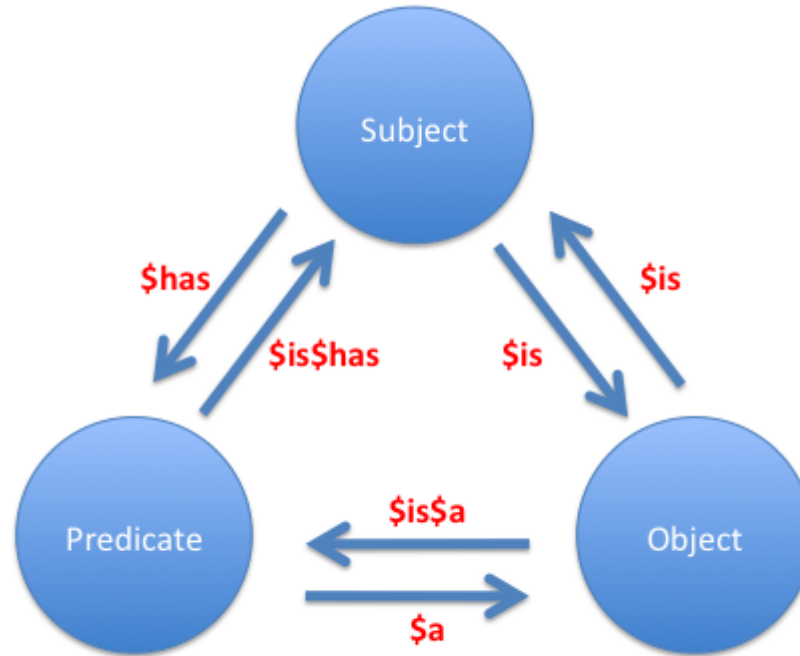 Subject
$has
$is
$is$has
$is
$is$a
Predicate
Object
$a